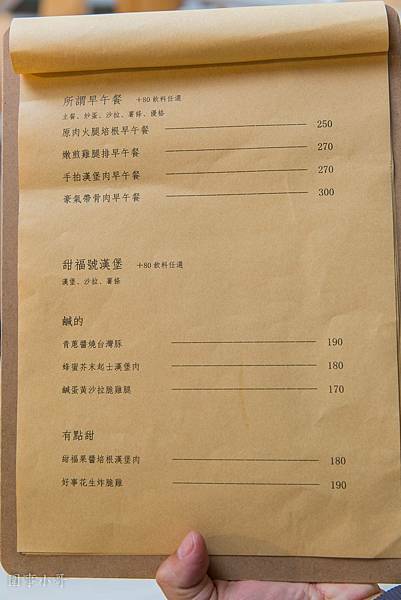 所謂早午餐 +80 飲料任選
主餐、炒蛋、沙拉、薯條、優格
原肉火腿培根早午餐 250
嫩煎雞腿排早午餐 270
手拍漢堡肉早午餐 270
豪氣帶骨肉早午餐 300
甜福號漢堡 +80 飲料任選
漢堡、沙拉、薯條
鹹的
青蔥醬燒台灣豚 190
蜂蜜芥末起士漢堡肉 180
鹹蛋黃沙拉脆雞腿 170
有點甜
甜福果醬培根漢堡肉 180
好事花生炸脆雞 190